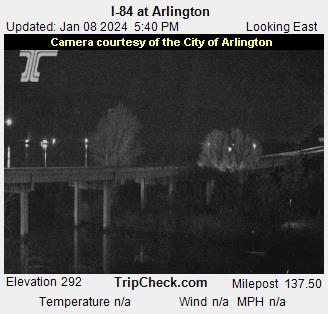 I-84 at Arlington
Updated: Jan 08 2024 5:40 PM Looking East
Camera courtesy of the City of Arlington
Elevation 292 TripCheck.com Milepost 137.50
Temperature n/a Wind n/a MPH n/a